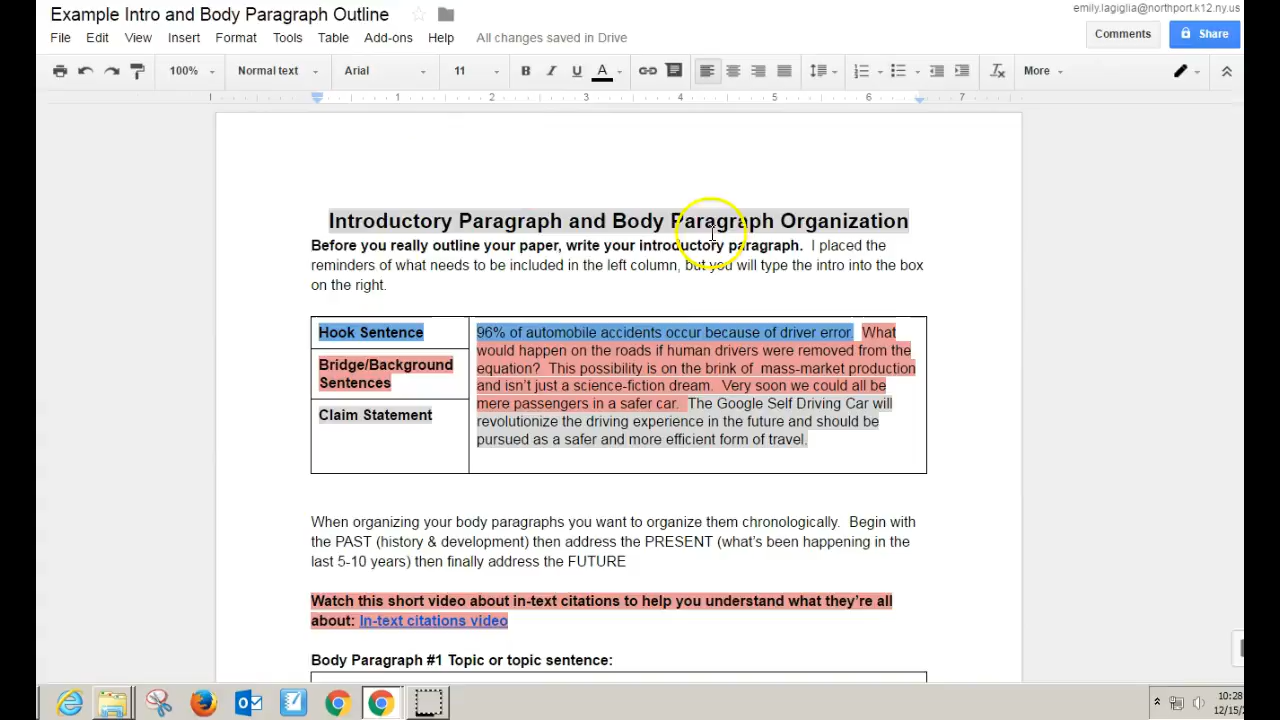 Example Intro and Body Paragraph Outline
emily.lagiglia@northport.k12.ny.us
File Edit View Insert Format Tools Table Add-ons Help All changes saved in Drive
Comments Share
100% Normal text Arial 11 B I U A More
1 2 3 4 5 6 7
Introductory Paragraph and Body Paragraph Organization
Before you really outline your paper, write your introductory paragraph. I placed the
reminders of what needs to be included in the left column, but you will type the intro into the box
on the right.
Hook Sentence
Bridge/Background
Sentences
Claim Statement
96% of automobile accidents occur because of driver error. What
would happen on the roads if human drivers were removed from the
equation? This possibility is on the brink of mass-market production
and isn't just a science-fiction dream. Very soon we could all be
mere passengers in a safer car. The Google Self Driving Car will
revolutionize the driving experience in the future and should be
pursued as a safer and more efficient form of travel.
When organizing your body paragraphs you want to organize them chronologically. Begin with
the PAST (history & development) then address the PRESENT (what's been happening in the
last 5-10 years) then finally address the FUTURE
Watch this short video about in-text citations to help you understand what they're all
about: In-text citations video
Body Paragraph #1 Topic or topic sentence:
10:28
12/15/2